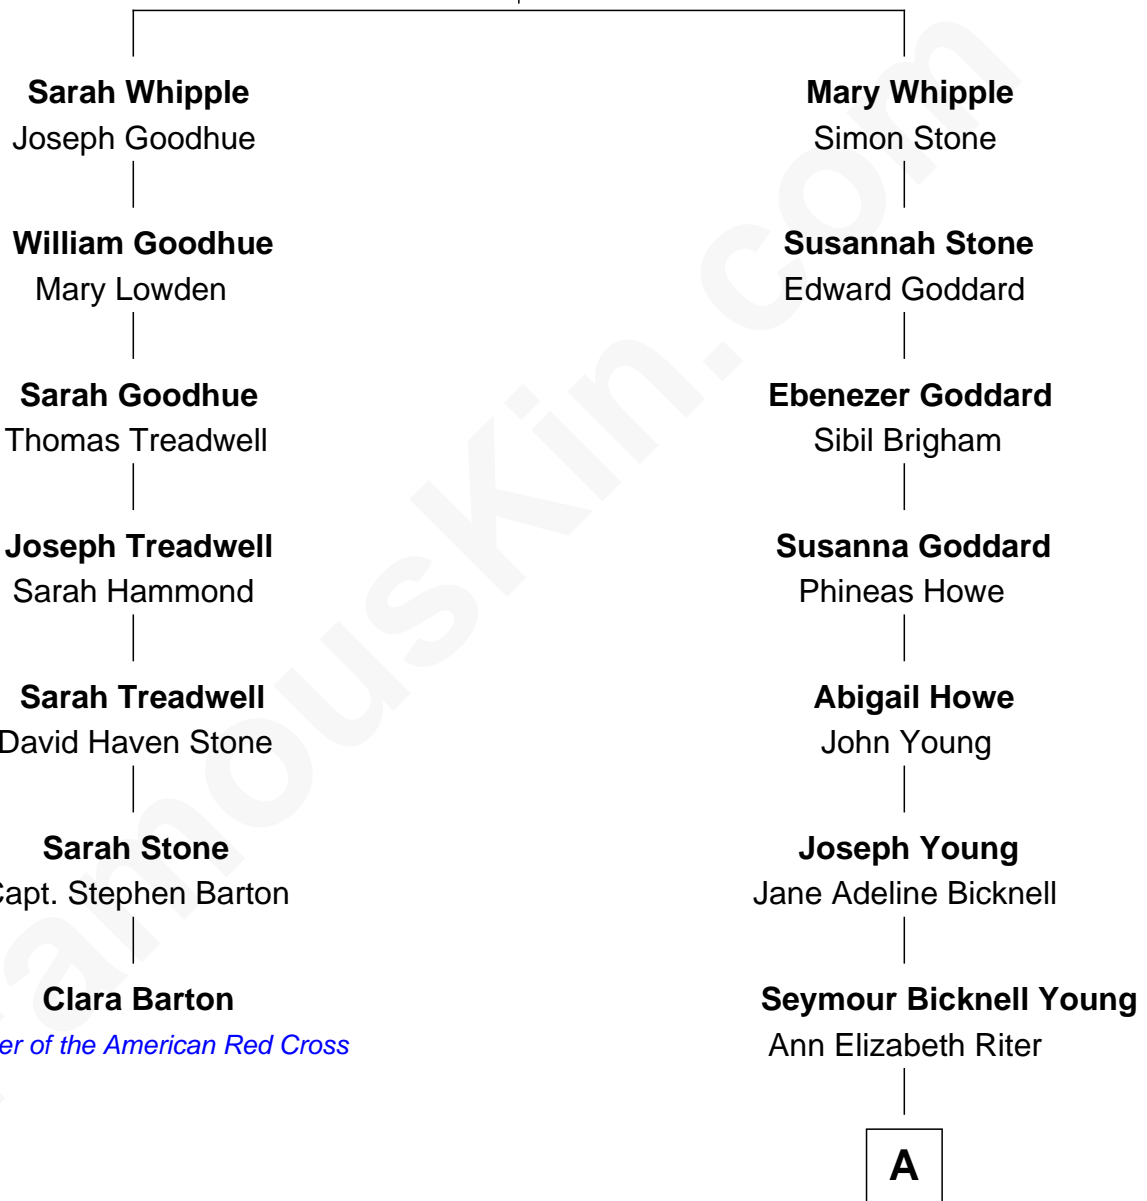 Sarah Whipple
Joseph Goodhue
Mary Whipple
Simon Stone
William Goodhue
Mary Lowden
Susannah Stone
Edward Goddard
Sarah Goodhue
Thomas Treadwell
Ebenezer Goddard
Sibil Brigham
Joseph Treadwell
Sarah Hammond
Susanna Goddard
Phineas Howe
Sarah Treadwell
David Haven Stone
Abigail Howe
John Young
Sarah Stone
Capt. Stephen Barton
Joseph Young
Jane Adeline Bicknell
Clara Barton
er of the American Red Cross
Seymour Bicknell Young
Ann Elizabeth Riter
A
famouskin.com